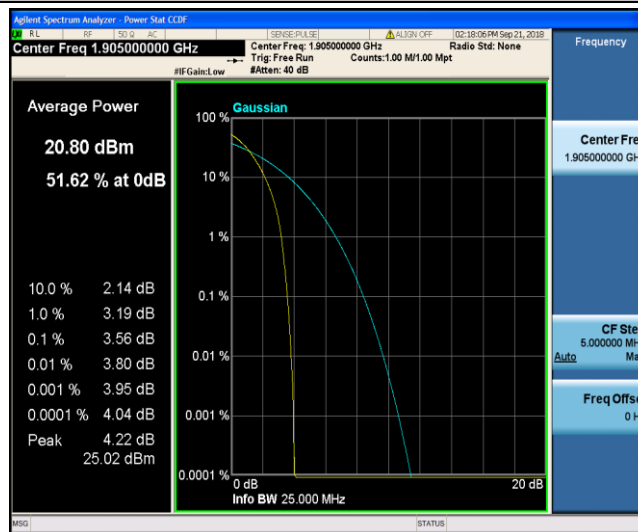 Agilent Spectrum Analyzer - Power Stat CCDF
RL RF 50 Ω AC SENSE:PULSE ALIGN OFF 02:18:06 PM Sep 21, 2018
Center Freq 1.905000000 GHz
Center Freq: 1.905000000 GHz Radio Std: None
Trig: Free Run Counts:1.00 M/1.00 Mpt
#IFGain:Low #Atten: 40 dB
Frequency
Average Power
20.80 dBm
51.62 % at 0dB
10.0 % 2.14 dB
1.0 % 3.19 dB
0.1 % 3.56 dB
0.01 % 3.80 dB
0.001 % 3.95 dB
0.0001 % 4.04 dB
Peak 4.22 dB
25.02 dBm
Gaussian
100 %
10 %
1 %
0.1 %
0.01 %
0.001 %
0.0001 %
0 dB 20 dB
Info BW 25.000 MHz
Center Fre
1.905000000 GH
CF Ste
5.000000 MH
Auto Ma
Freq Offse
0 H
MSG STATUS